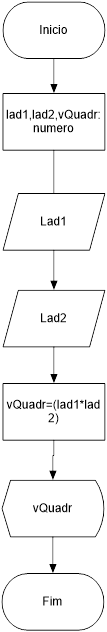 Inicio
lad1,lad2,vQuadr:
numero
Lad1
Lad2
vQuadr=(lad1*lad
2)
vQuadr
Fim